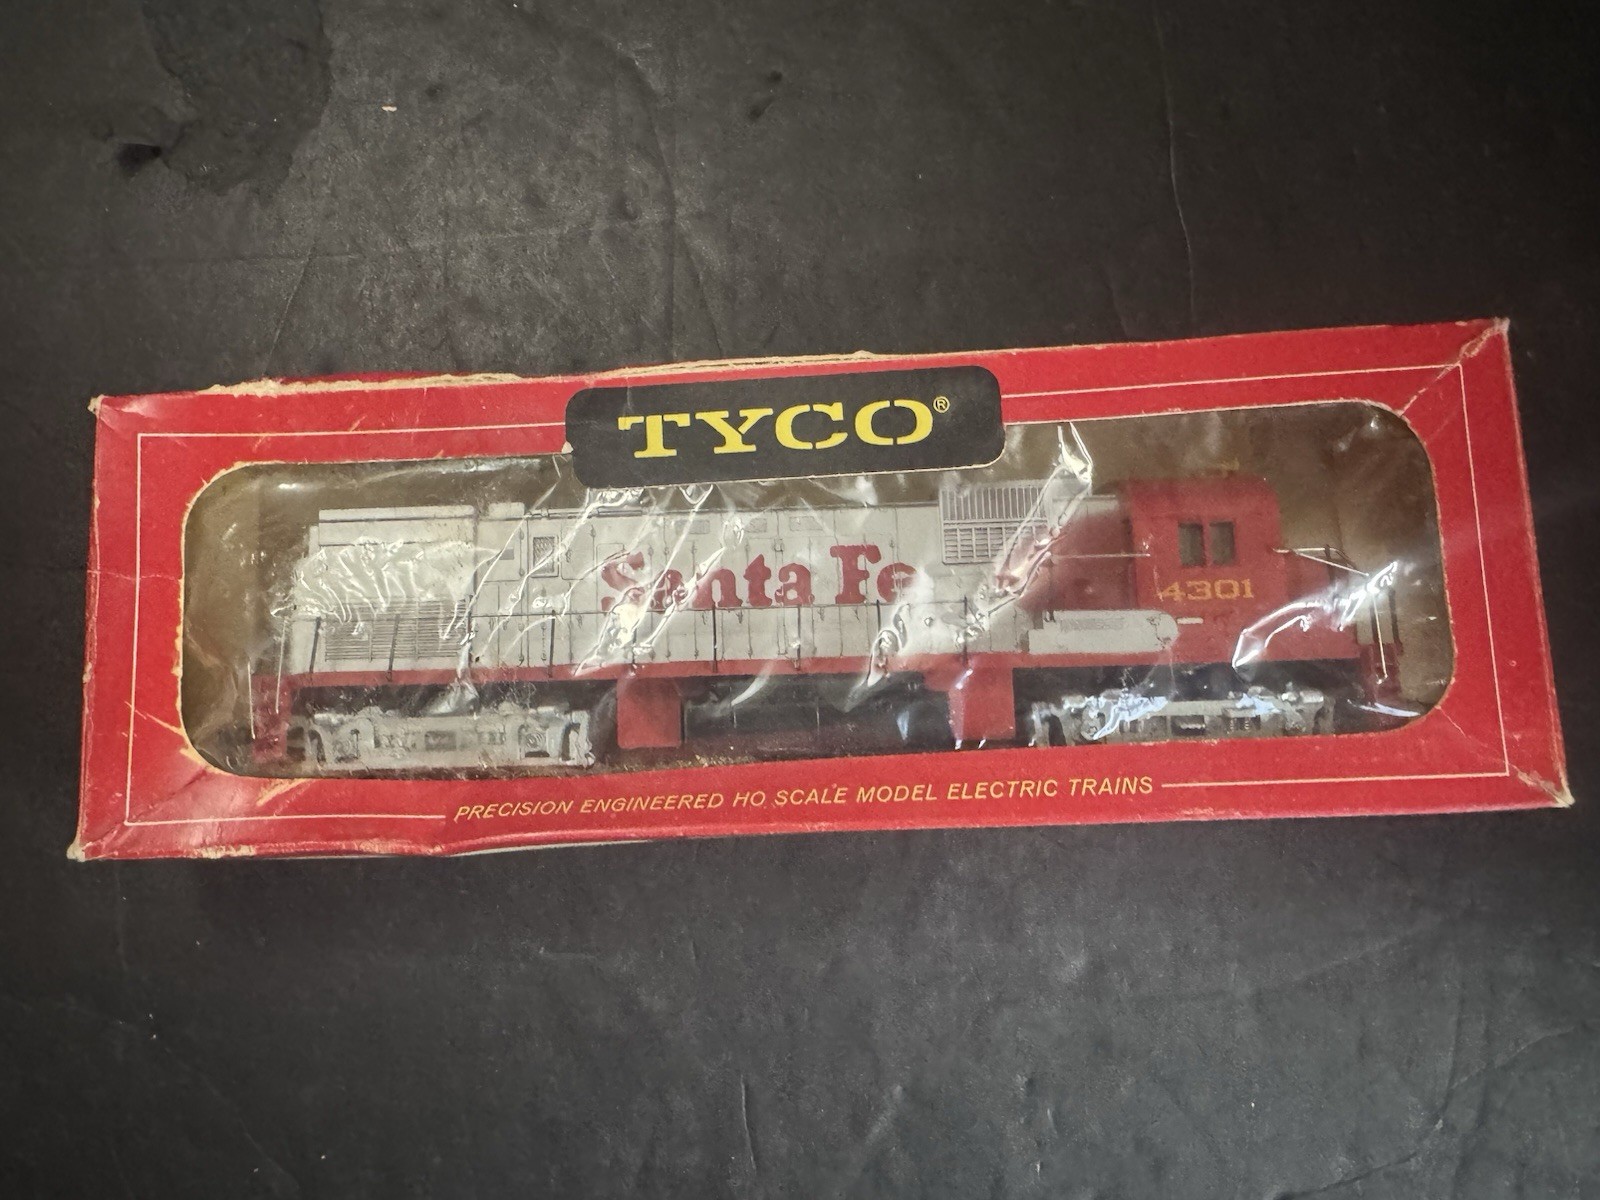 TYCO®
Santa Fe
4301
PRECISION ENGINEERED HO SCALE MODEL ELECTRIC TRAINS